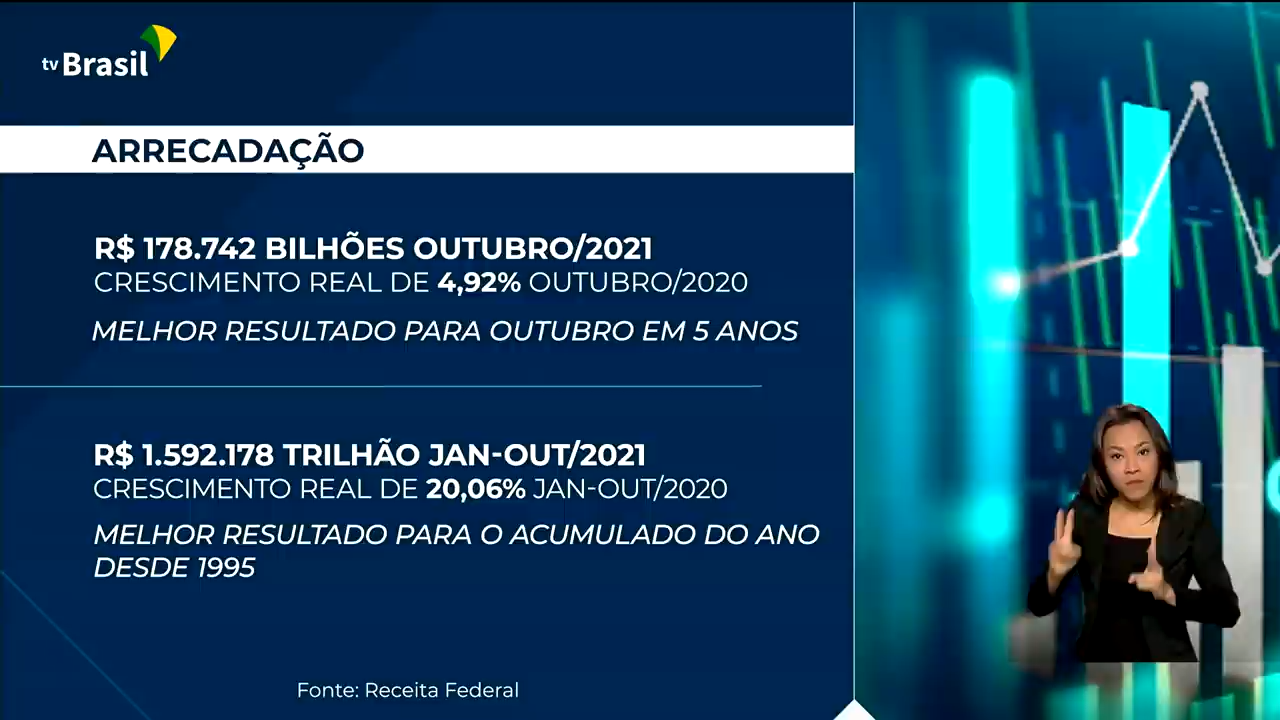 tv Brasil
ARRECADAÇÃO
R$ 178.742 BILHÕES OUTUBRO/2021
CRESCIMENTO REAL DE 4,92% OUTUBRO/2020
MELHOR RESULTADO PARA OUTUBRO EM 5 ANOS
R$ 1.592.178 TRILHÃO JAN-OUT/2021
CRESCIMENTO REAL DE 20,06% JAN-OUT/2020
MELHOR RESULTADO PARA O ACUMULADO DO ANO
DESDE 1995
Fonte: Receita Federal